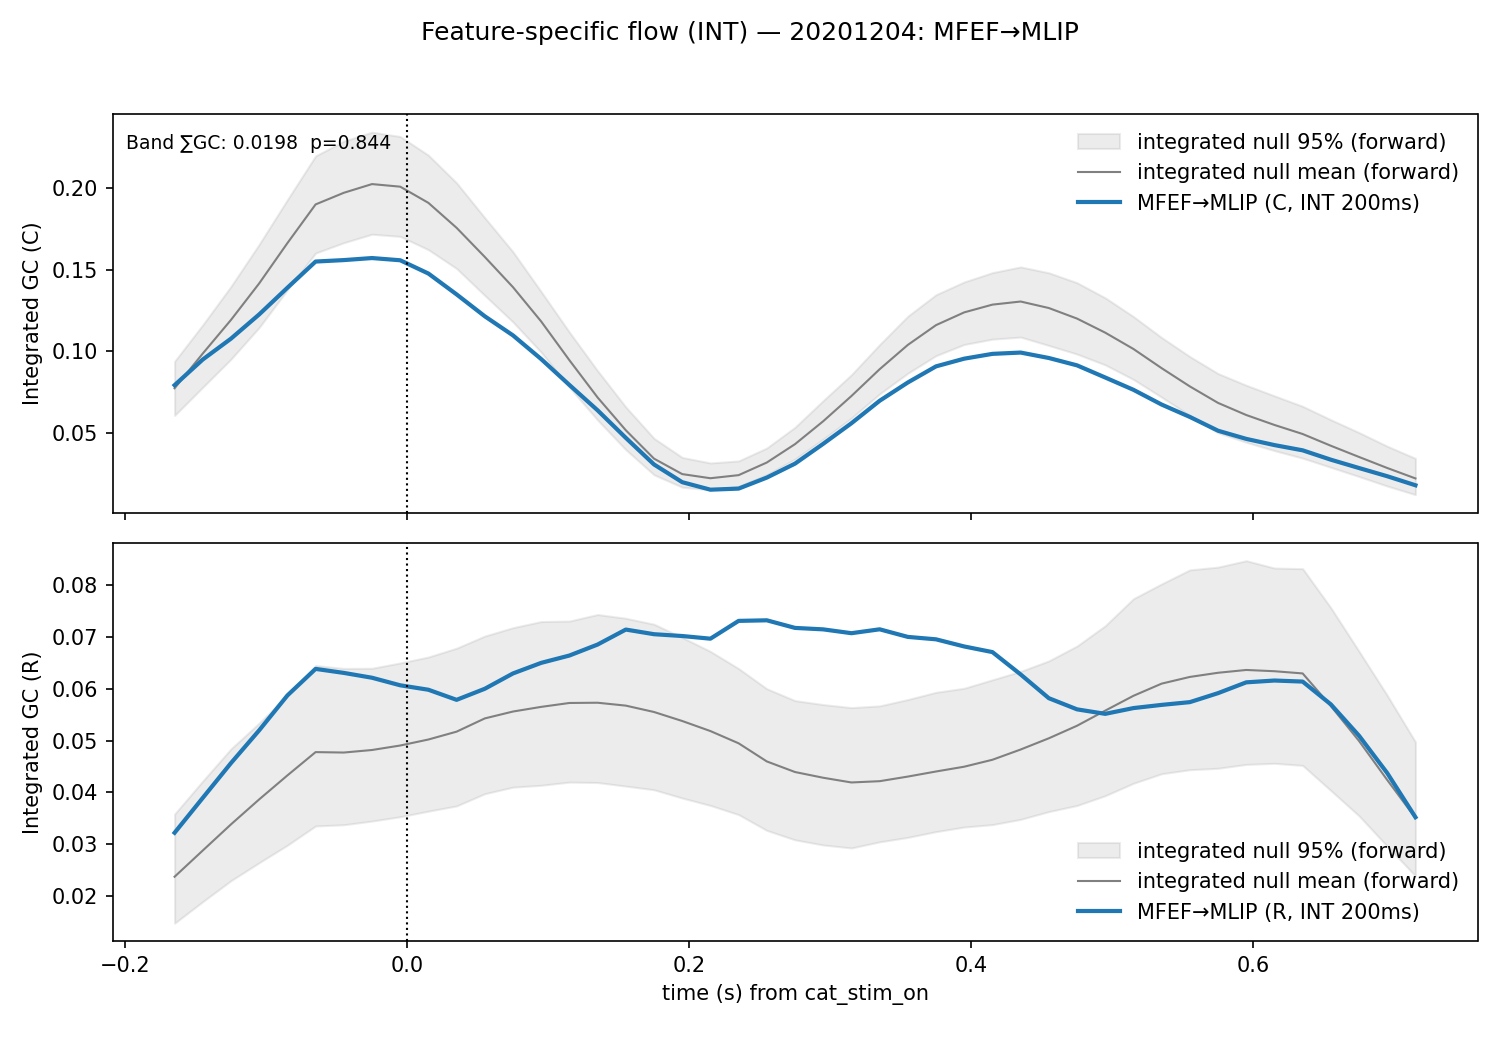 Feature-specific flow (INT) — 20201204: MFEF→MLIP
Band ∑GC: 0.0198  p=0.844
integrated null 95% (forward)
integrated null mean (forward)
MFEF→MLIP (C, INT 200ms)
Integrated GC (C)
0.20
0.15
0.10
0.05
Integrated GC (R)
0.08
0.07
0.06
0.05
0.04
0.03
0.02
integrated null 95% (forward)
integrated null mean (forward)
MFEF→MLIP (R, INT 200ms)
−0.2
0.0
0.2
0.4
0.6
time (s) from cat_stim_on